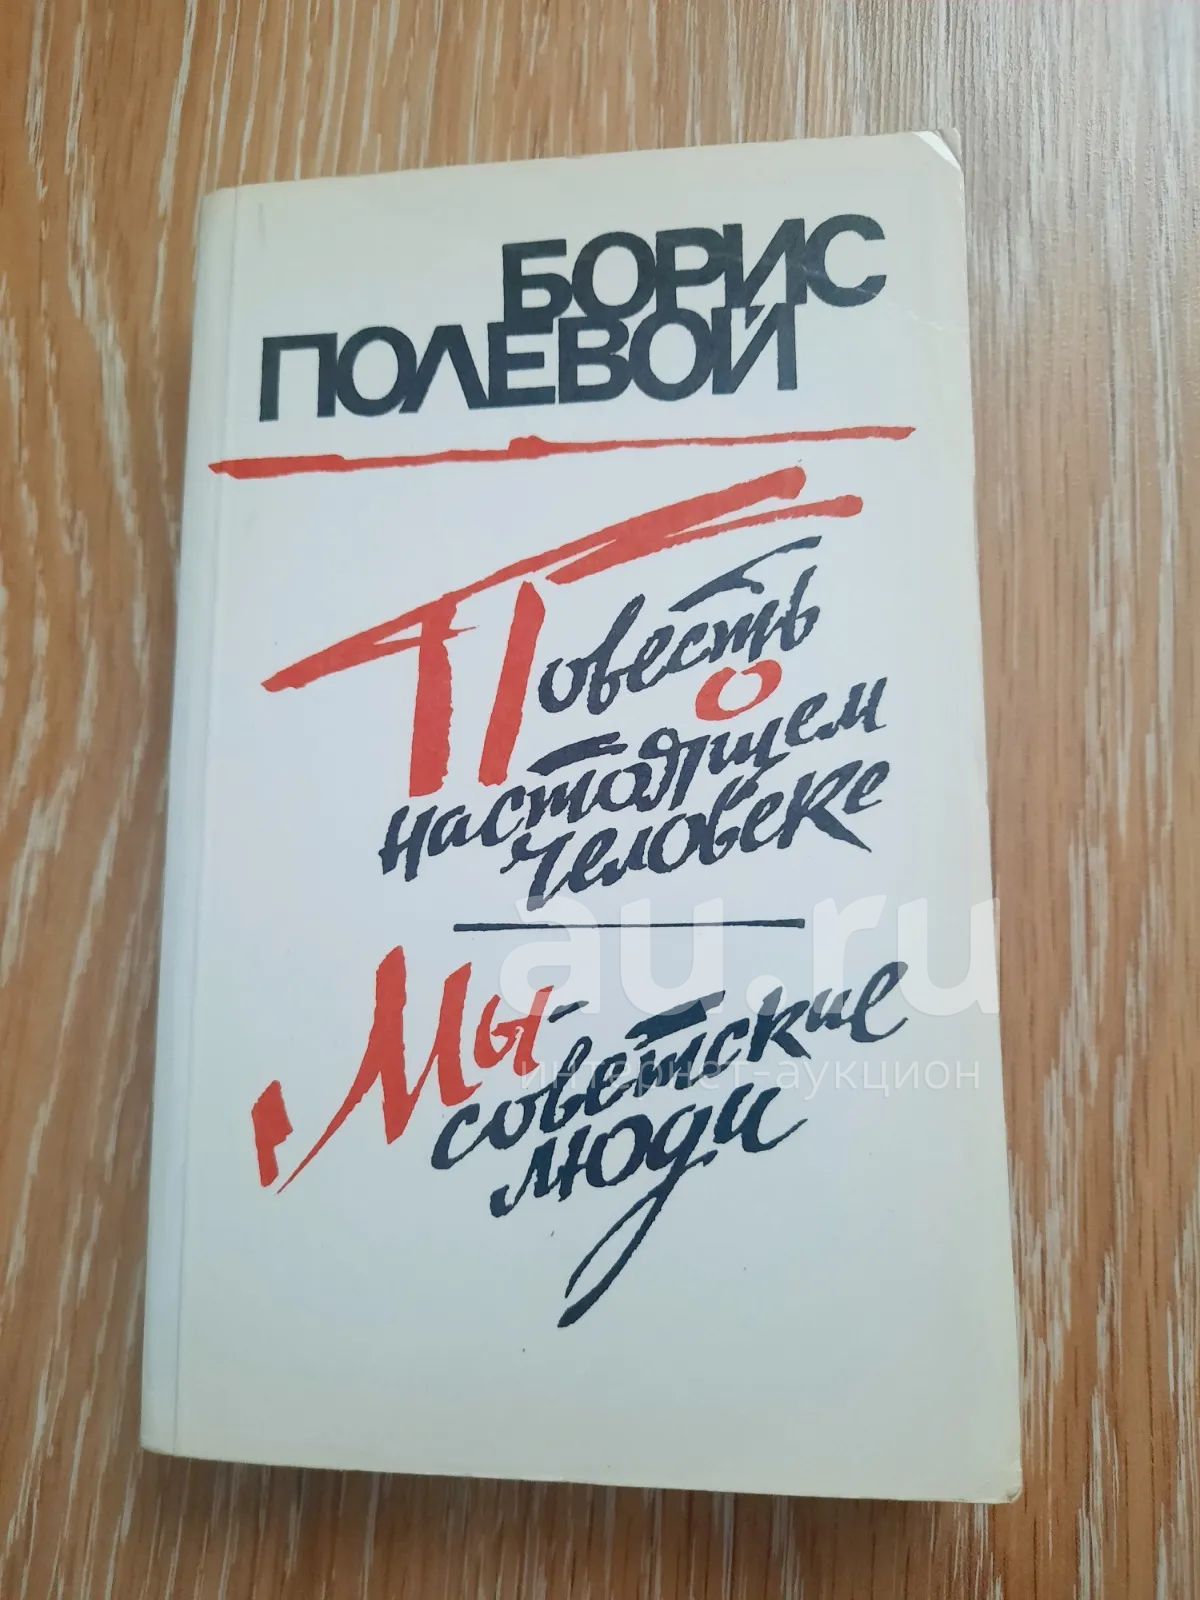 БОРИС
ПОЛЕВОЙ
Повесть
о
настоящем
человеке
Мы-
советские
люди
au.ru
интернет-аукцион